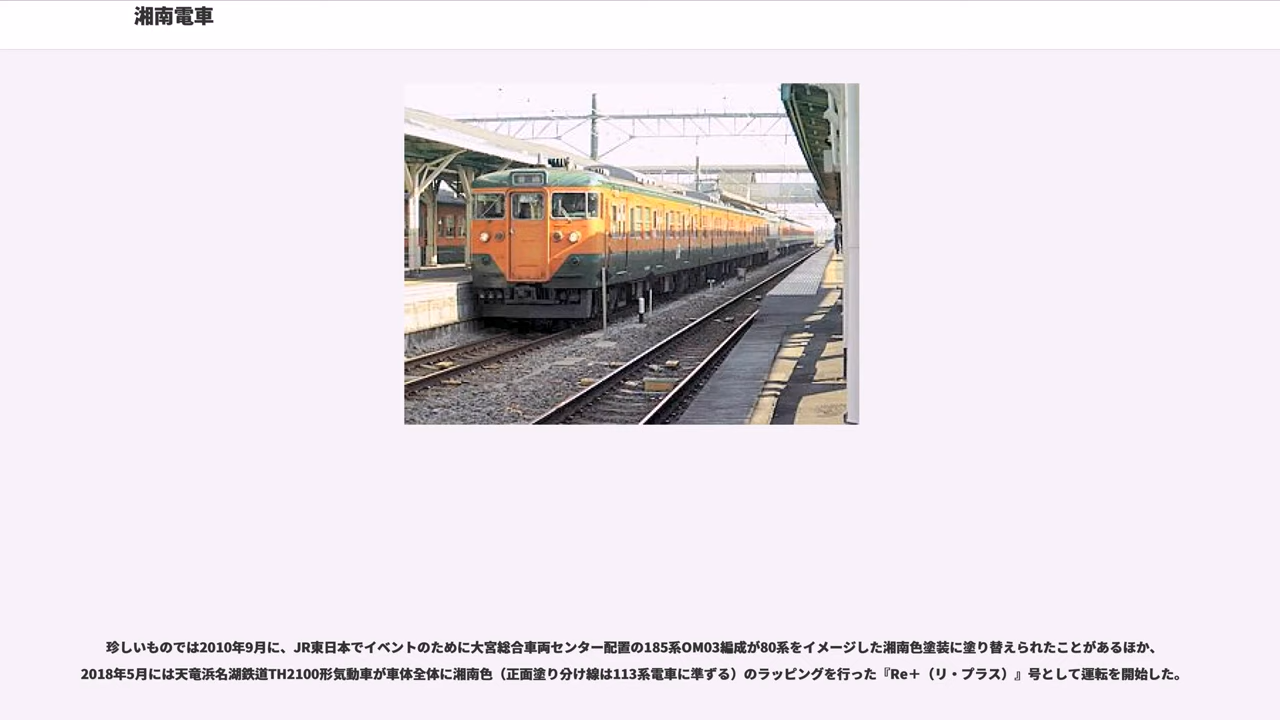 湘南電車
珍しいものでは2010年9月に、JR東日本でイベントのために大宮総合車両センター配置の185系OM03編成が80系をイメージした湘南色塗装に塗り替えられたことがあるほか、
2018年5月には天竜浜名湖鉄道TH2100形気動車が車体全体に湘南色（正面塗り分け線は113系電車に準ずる）のラッピングを行った『Re＋（リ・プラス）』号として運転を開始した。